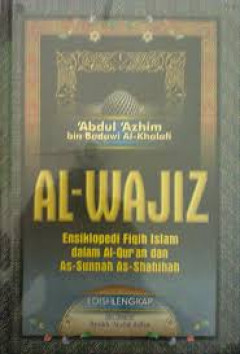 'Abdul 'Azhim
bin Badawi Al-Khalafi
AL-WAJIZ
Ensiklopedi Fiqih Islam
dalam Al-Qur'an dan
As-Sunnah As-Shahihah
EDISI LENGKAP